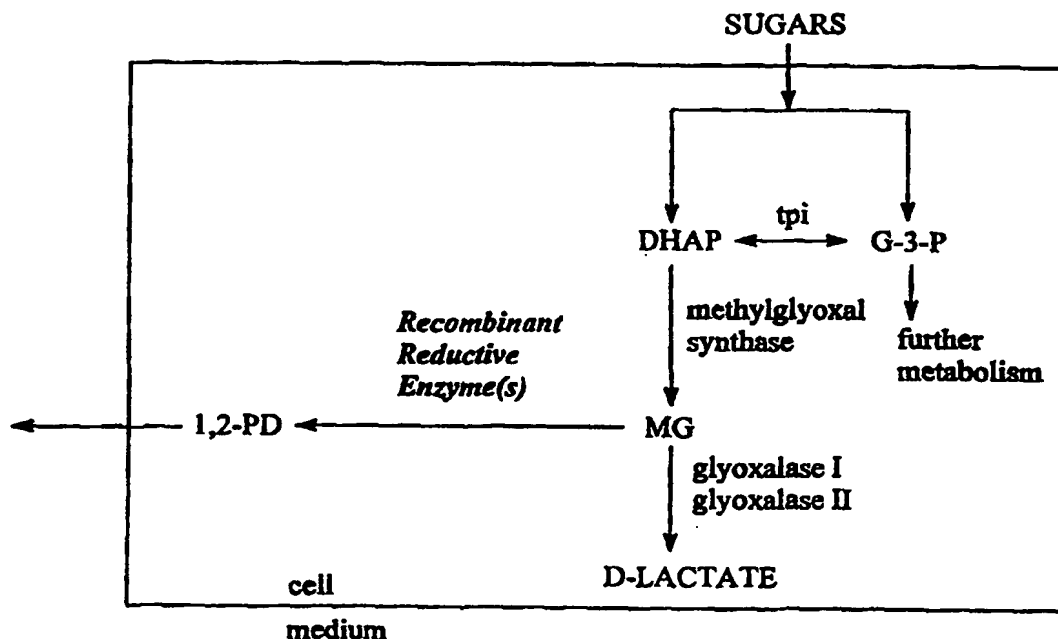 SUGARS
tpi
DHAP
G-3-P
methylglyoxal
synthase
further
metabolism
Recombinant
Reductive
Enzyme(s)
1,2-PD
MG
glyoxalase I
glyoxalase II
D-LACTATE
cell
medium